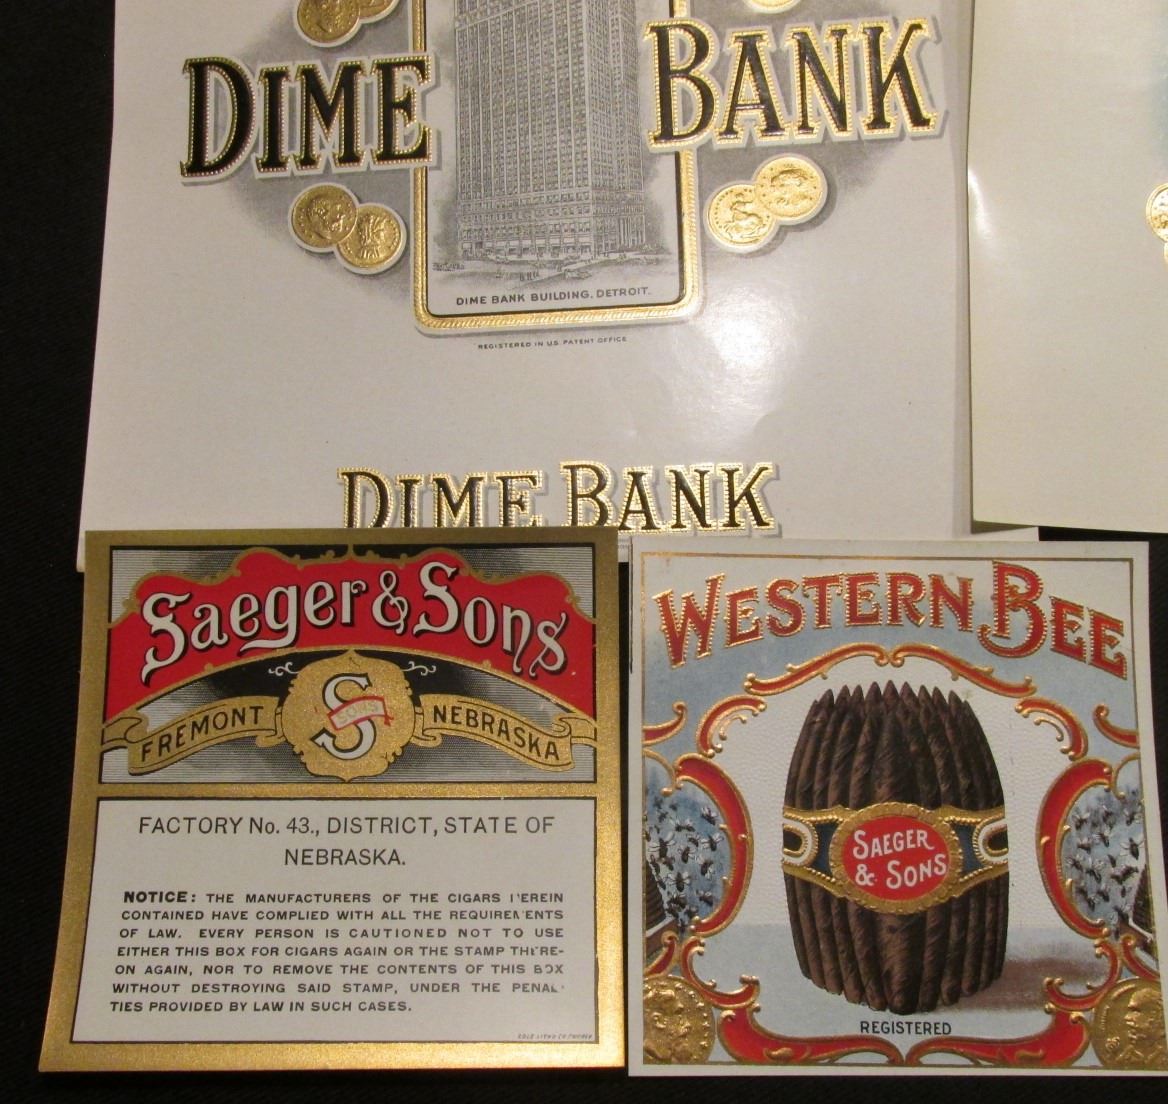 DIME BANK
DIME BANK BUILDING, DETROIT.
REGISTERED IN U.S. PATENT OFFICE
DIME BANK
Saeger & Sons
FREMONT S SONS NEBRASKA
FACTORY No. 43., DISTRICT, STATE OF
NEBRASKA.
NOTICE: THE MANUFACTURERS OF THE CIGARS HEREIN
CONTAINED HAVE COMPLIED WITH ALL THE REQUIREMENTS
OF LAW. EVERY PERSON IS CAUTIONED NOT TO USE
EITHER THIS BOX FOR CIGARS AGAIN OR THE STAMP THERE-
ON AGAIN, NOR TO REMOVE THE CONTENTS OF THIS BOX
WITHOUT DESTROYING SAID STAMP, UNDER THE PENAL-
TIES PROVIDED BY LAW IN SUCH CASES.
WESTERN BEE
SAEGER
& SONS
REGISTERED